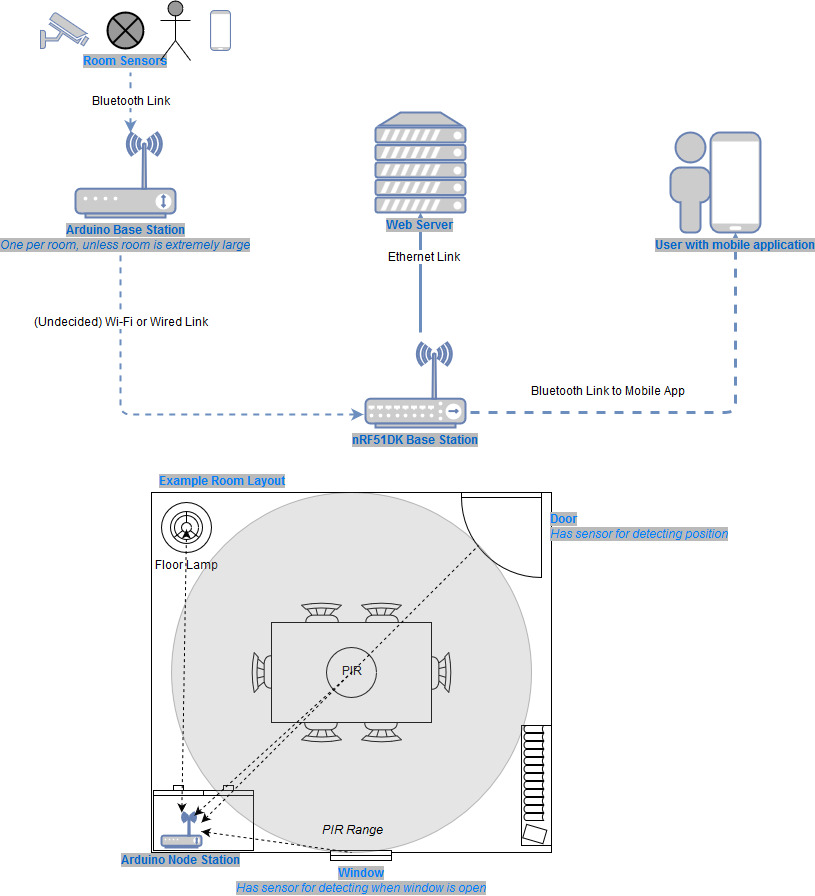 Room Sensors
Bluetooth Link
Arduino Base Station
One per room, unless room is extremely large
Web Server
User with mobile application
Ethernet Link
(Undecided) Wi-Fi or Wired Link
Bluetooth Link to Mobile App
nRF51DK Base Station
Example Room Layout
Door
Has sensor for detecting position
Floor Lamp
PIR
PIR Range
Arduino Node Station
Window
Has sensor for detecting when window is open